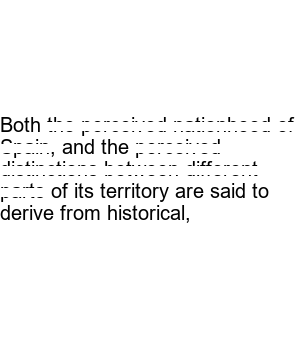 Both the perceived nationhood of
Spain, and the perceived
distinctions between different
parts of its territory are said to
derive from historical,